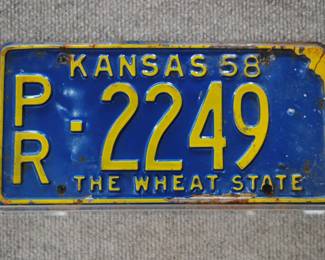 KANSAS 58
PR·2249
THE WHEAT STATE